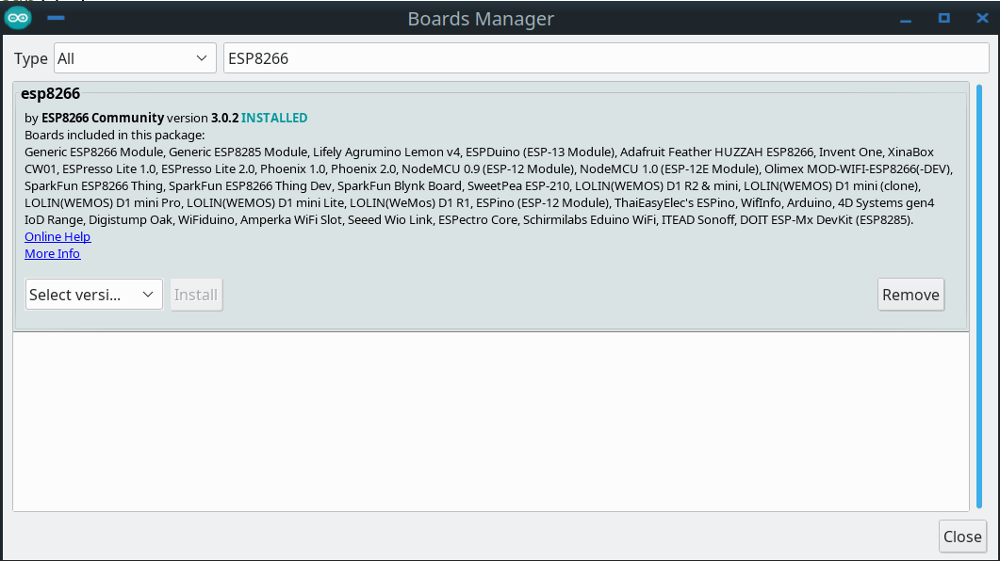 Boards Manager
Type All ESP8266
esp8266
by ESP8266 Community version 3.0.2 INSTALLED
Boards included in this package:
Generic ESP8266 Module, Generic ESP8285 Module, Lifely Agrumino Lemon v4, ESPDuino (ESP-13 Module), Adafruit Feather HUZZAH ESP8266, Invent One, XinaBox
CW01, ESPresso Lite 1.0, ESPresso Lite 2.0, Phoenix 1.0, Phoenix 2.0, NodeMCU 0.9 (ESP-12 Module), NodeMCU 1.0 (ESP-12E Module), Olimex MOD-WIFI-ESP8266(-DEV),
SparkFun ESP8266 Thing, SparkFun ESP8266 Thing Dev, SparkFun Blynk Board, SweetPea ESP-210, LOLIN(WEMOS) D1 R2 & mini, LOLIN(WEMOS) D1 mini (clone),
LOLIN(WEMOS) D1 mini Pro, LOLIN(WEMOS) D1 mini Lite, LOLIN(WeMos) D1 R1, ESPino (ESP-12 Module), ThaiEasyElec's ESPino, WifInfo, Arduino, 4D Systems gen4
IoD Range, Digistump Oak, WiFiduino, Amperka WiFi Slot, Seeed Wio Link, ESPectro Core, Schirmilabs Eduino WiFi, ITEAD Sonoff, DOIT ESP-Mx DevKit (ESP8285).
Online Help
More Info
Select versi... Install Remove
Close